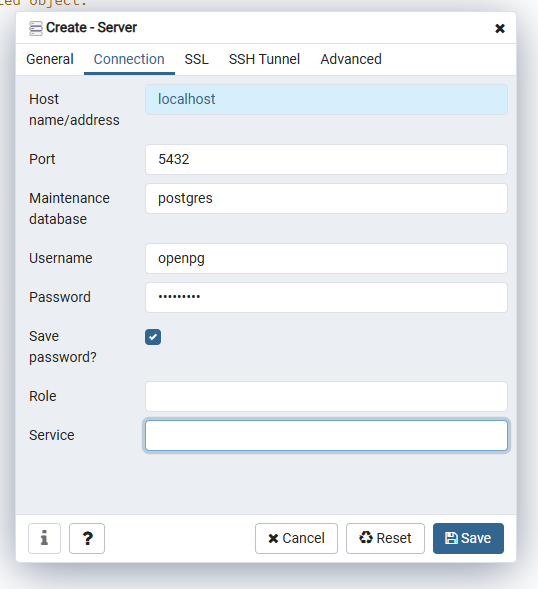 ted object.
Create - Server
General Connection SSL SSH Tunnel Advanced
Host name/address localhost
Port 5432
Maintenance database postgres
Username openpg
Password •••••••••
Save password?
Role
Service
i ? Cancel Reset Save